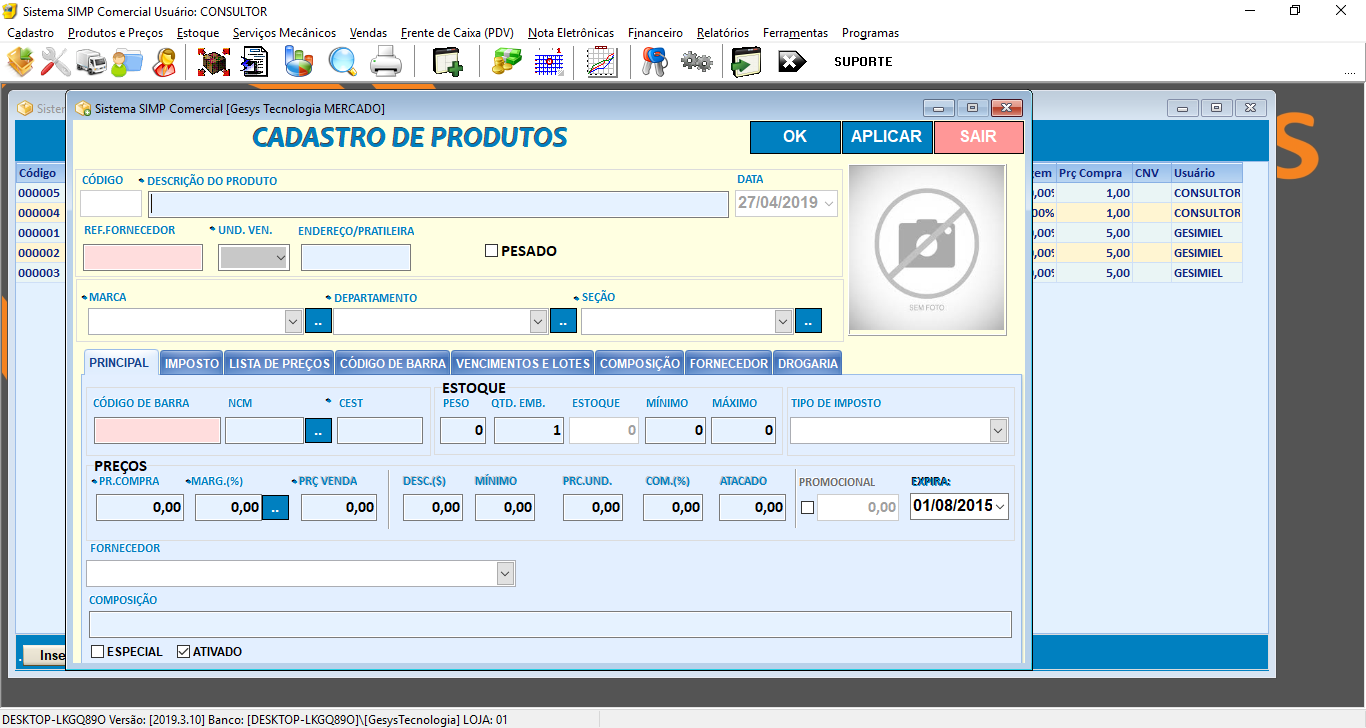 Sistema SIMP Comercial Usuário: CONSULTOR
Cadastro Produtos e Preços Estoque Serviços Mecânicos Vendas Frente de Caixa (PDV) Nota Eletrônicas Financeiro Relatórios Ferramentas Programas
SUPORTE
Sistem
Sistema SIMP Comercial [Gesys Tecnologia MERCADO]
CADASTRO DE PRODUTOS
OK APLICAR SAIR
S
Código
000005
000004
000001
000002
000003
CÓDIGO DESCRIÇÃO DO PRODUTO DATA
27/04/2019
REF.FORNECEDOR UND. VEN. ENDEREÇO/PRATILEIRA
PESADO
SEM FOTO
MARCA DEPARTAMENTO SEÇÃO
.. .. ..
gem Prç Compra CNV Usuário
,00% 1,00 CONSULTOR
00% 1,00 CONSULTOR
,00% 5,00 GESIMIEL
00% 5,00 GESIMIEL
,00% 5,00 GESIMIEL
PRINCIPAL IMPOSTO LISTA DE PREÇOS CÓDIGO DE BARRA VENCIMENTOS E LOTES COMPOSIÇÃO FORNECEDOR DROGARIA
ESTOQUE
CÓDIGO DE BARRA NCM CEST PESO QTD. EMB. ESTOQUE MÍNIMO MÁXIMO TIPO DE IMPOSTO
.. 0 1 0 0 0
PREÇOS
PR.COMPRA MARG.(%) PRÇ VENDA DESC.($) MÍNIMO PRC.UND. COM.(%) ATACADO PROMOCIONAL EXPIRA:
0,00 0,00 .. 0,00 0,00 0,00 0,00 0,00 0,00 0,00 01/08/2015
FORNECEDOR
COMPOSIÇÃO
ESPECIAL ATIVADO
Inse
DESKTOP-LKGQ89O Versão: [2019.3.10] Banco: [DESKTOP-LKGQ89O]\[GesysTecnologia] LOJA: 01